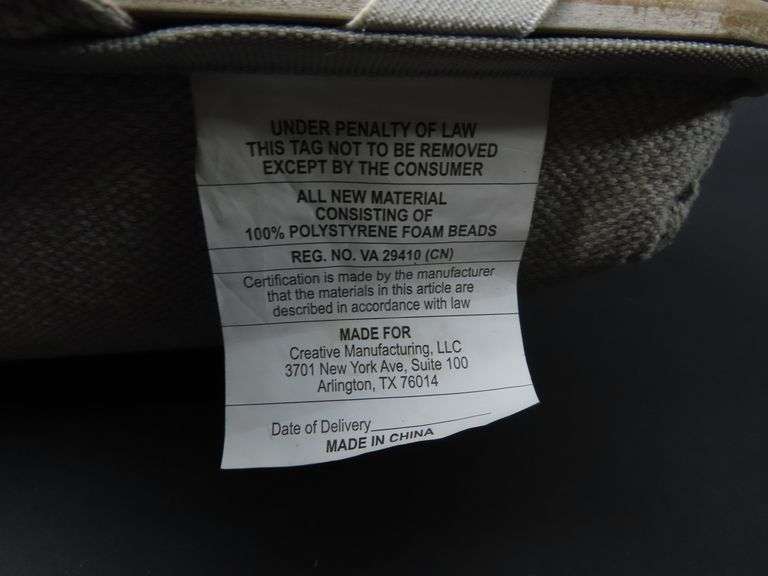 UNDER PENALTY OF LAW
THIS TAG NOT TO BE REMOVED
EXCEPT BY THE CONSUMER
ALL NEW MATERIAL
CONSISTING OF
100% POLYSTYRENE FOAM BEADS
REG. NO. VA 29410 (CN)
Certification is made by the manufacturer
that the materials in this article are
described in accordance with law
MADE FOR
Creative Manufacturing, LLC
3701 New York Ave, Suite 100
Arlington, TX 76014
Date of Delivery
MADE IN CHINA